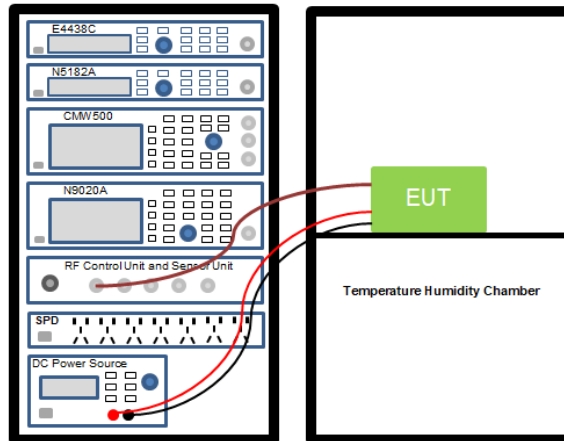 E4438C
N5182A
CMW500
N9020A
RF Control Unit and Sensor Unit
SPD
DC Power Source
EUT
Temperature Humidity Chamber